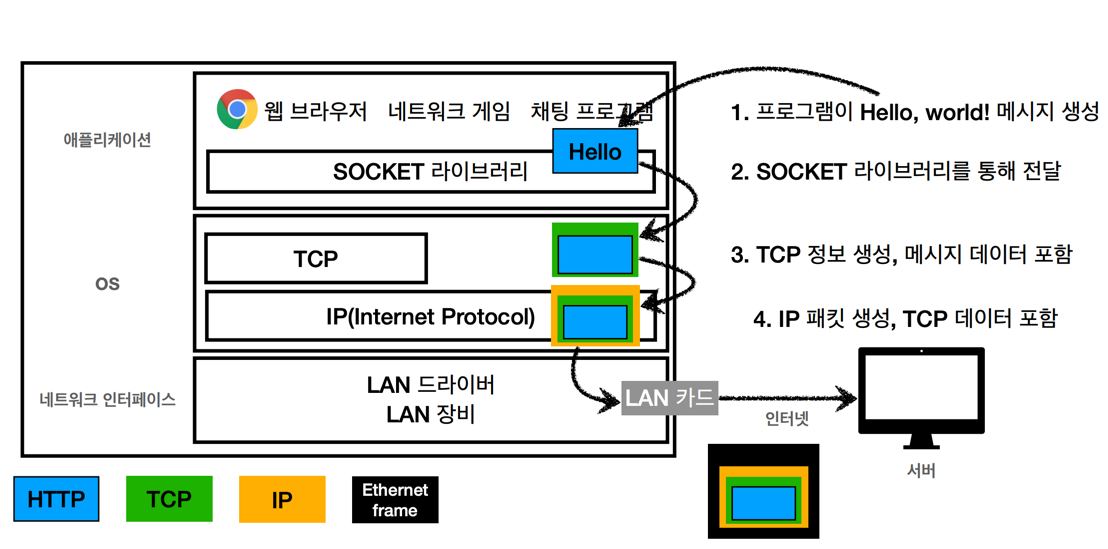 애플리케이션
웹 브라우저 네트워크 게임 채팅 프로그램
Hello
SOCKET 라이브러리
OS
TCP
IP(Internet Protocol)
네트워크 인터페이스
LAN 드라이버
LAN 장비
LAN 카드
1. 프로그램이 Hello, world! 메시지 생성
2. SOCKET 라이브러리를 통해 전달
3. TCP 정보 생성, 메시지 데이터 포함
4. IP 패킷 생성, TCP 데이터 포함
인터넷
서버
HTTP
TCP
IP
Ethernet
frame